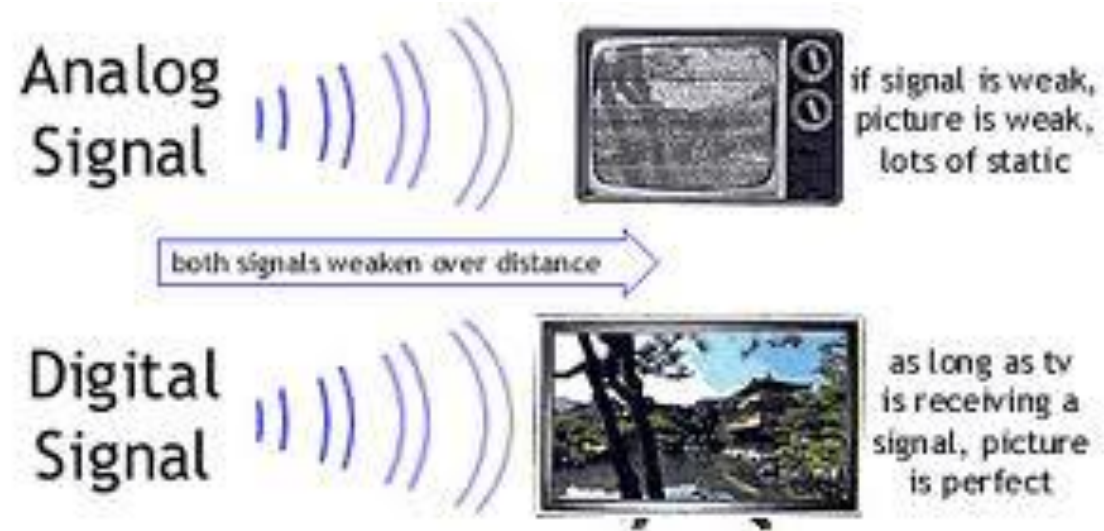 Analog
Signal
if signal is weak,
picture is weak,
lots of static
both signals weaken over distance
Digital
Signal
as long as tv
is receiving a
signal, picture
is perfect